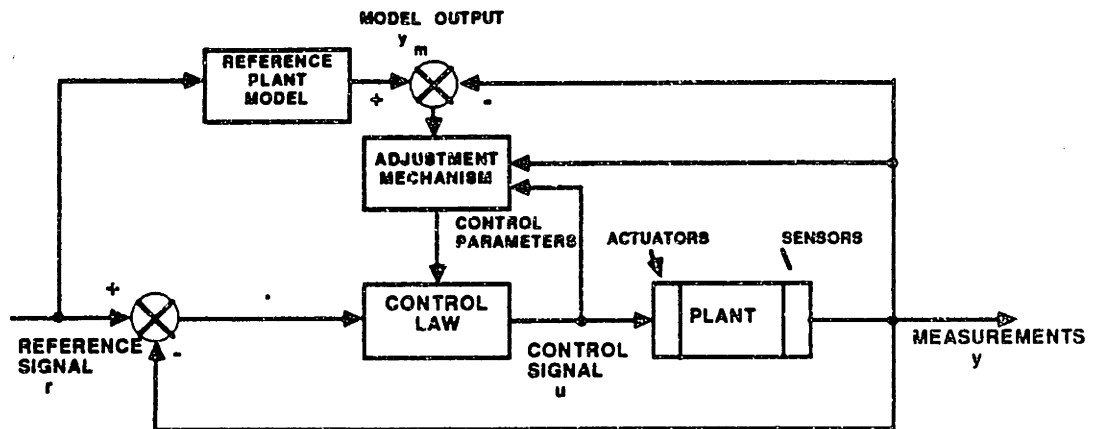 MODEL OUTPUT
y
m
REFERENCE
PLANT
MODEL
+
-
ADJUSTMENT
MECHANISM
CONTROL
PARAMETERS
ACTUATORS
SENSORS
+
-
CONTROL
LAW
PLANT
REFERENCE
SIGNAL
r
CONTROL
SIGNAL
u
MEASUREMENTS
y